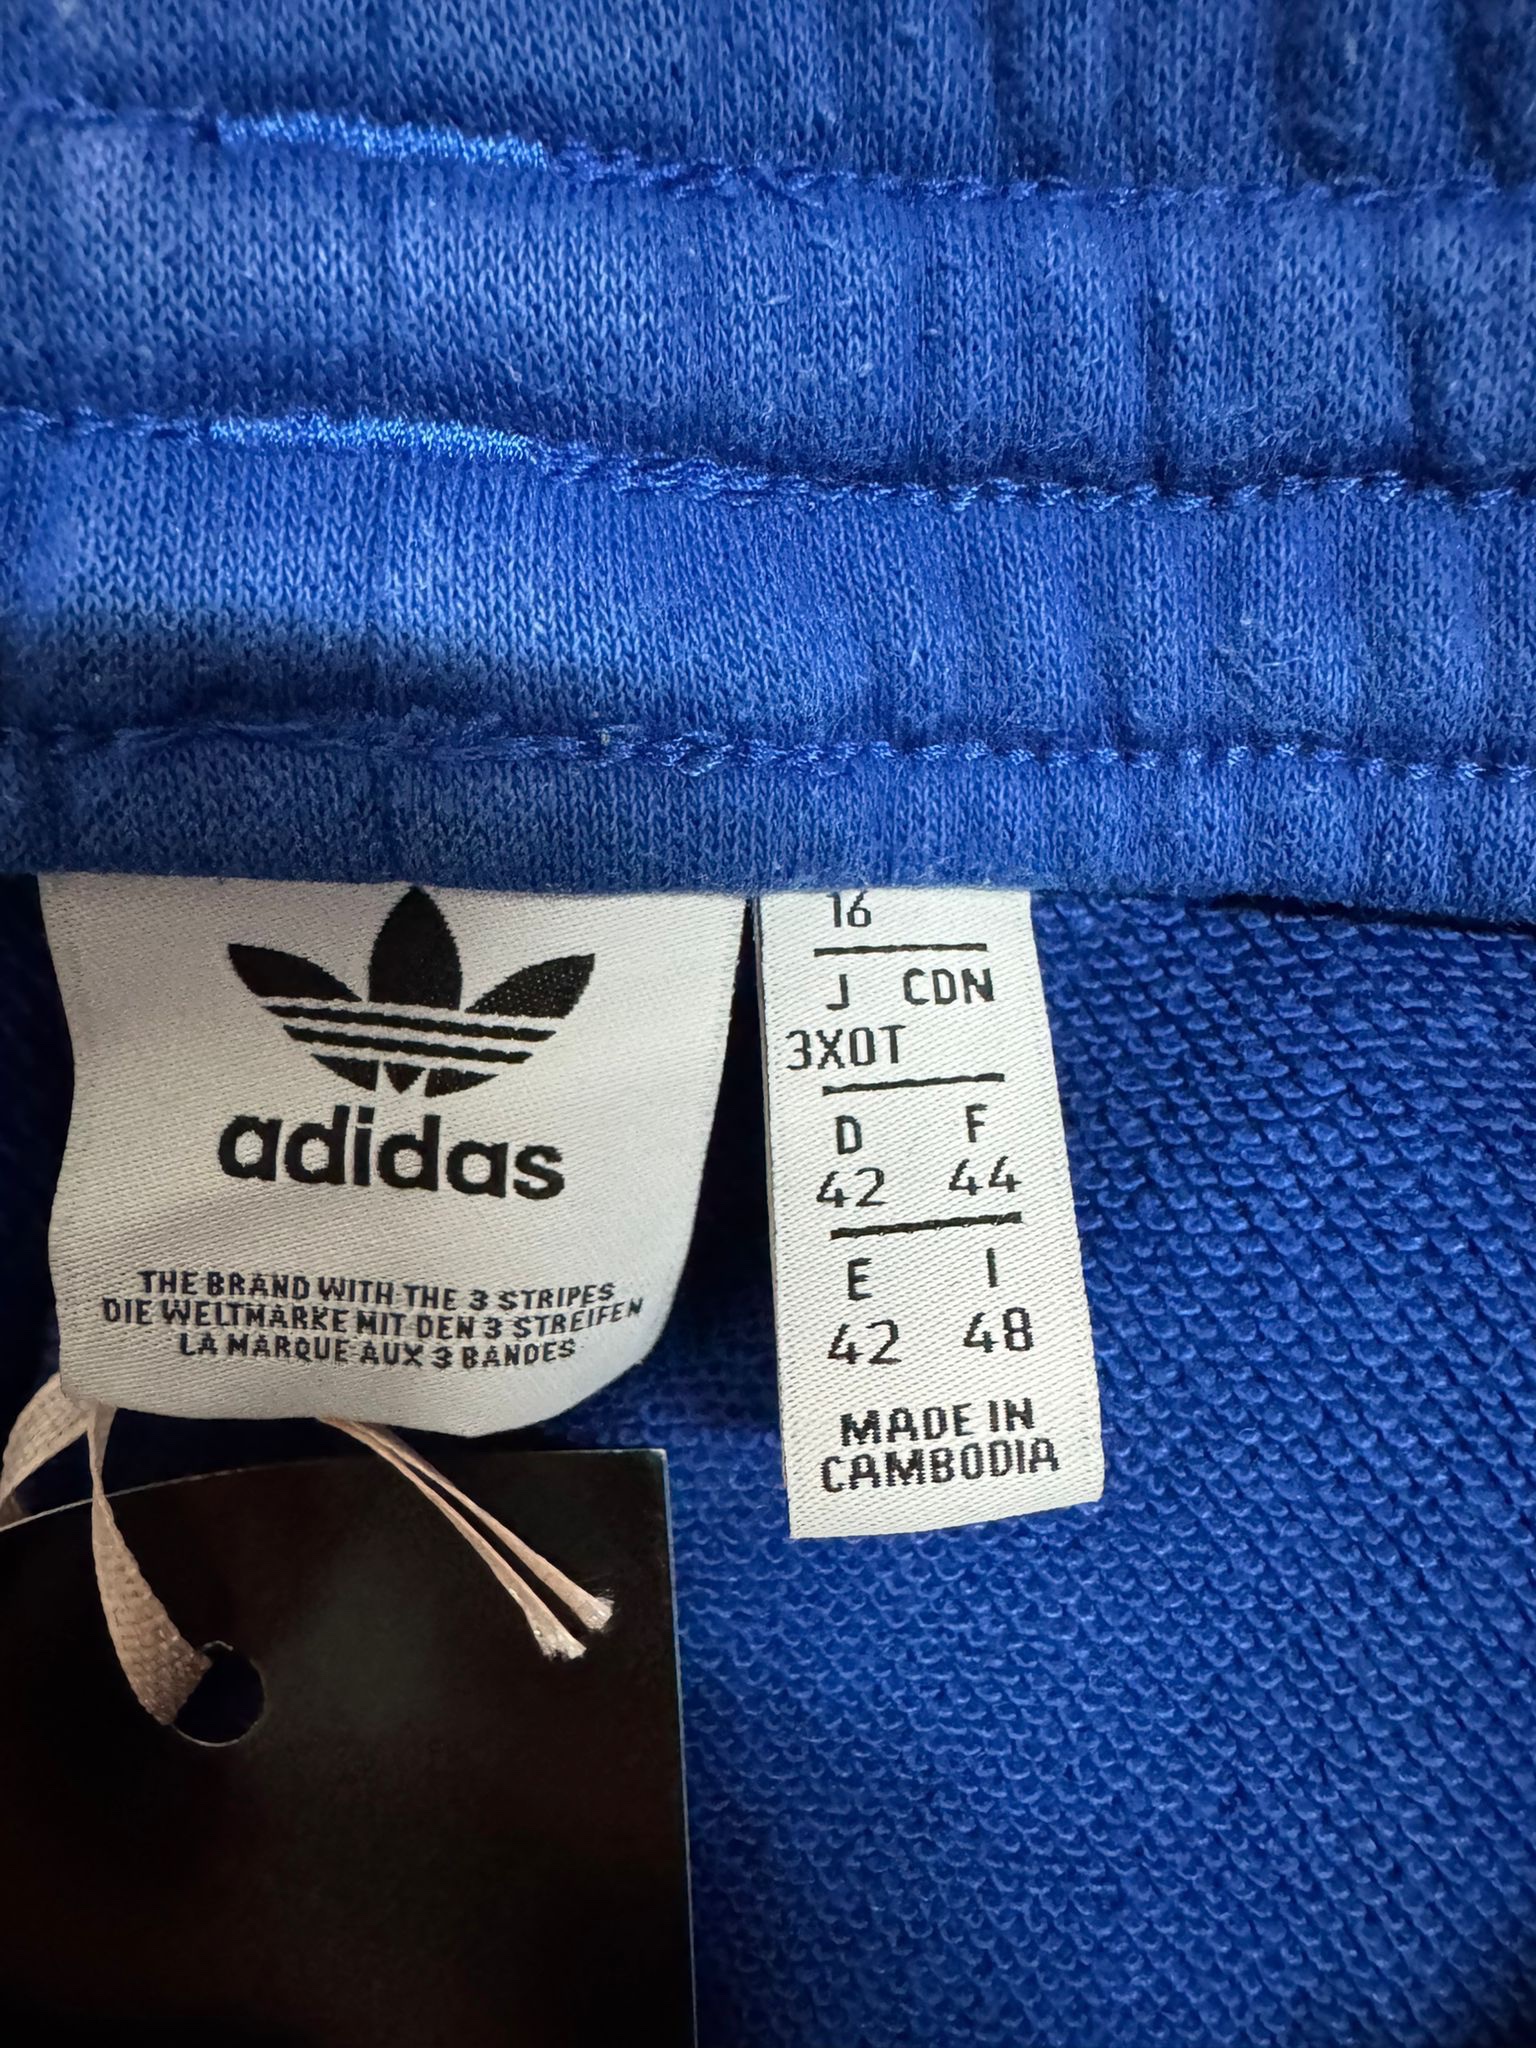 adidas
THE BRAND WITH THE 3 STRIPES
DIE WELTMARKE MIT DEN 3 STREIFEN
LA MARQUE AUX 3 BANDES
16
J CDN
3XOT
D F
42 44
E I
42 48
MADE IN
CAMBODIA